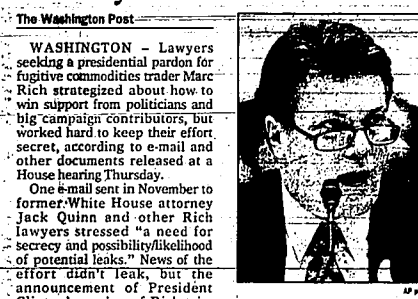 The Washington Post
WASHINGTON – Lawyers
seeking a presidential pardon for
fugitive commodities trader Marc
Rich strategized about how to
win support from politicians and
big campaign contributors, but
worked hard to keep their effort
secret, according to e-mail and
other documents released at a
House hearing Thursday.
One e-mail sent in November to
former White House attorney
Jack Quinn and other Rich
lawyers stressed "a need for
secrecy and possibility/likelihood
of potential leaks." News of the
effort didn't leak, but the
announcement of President